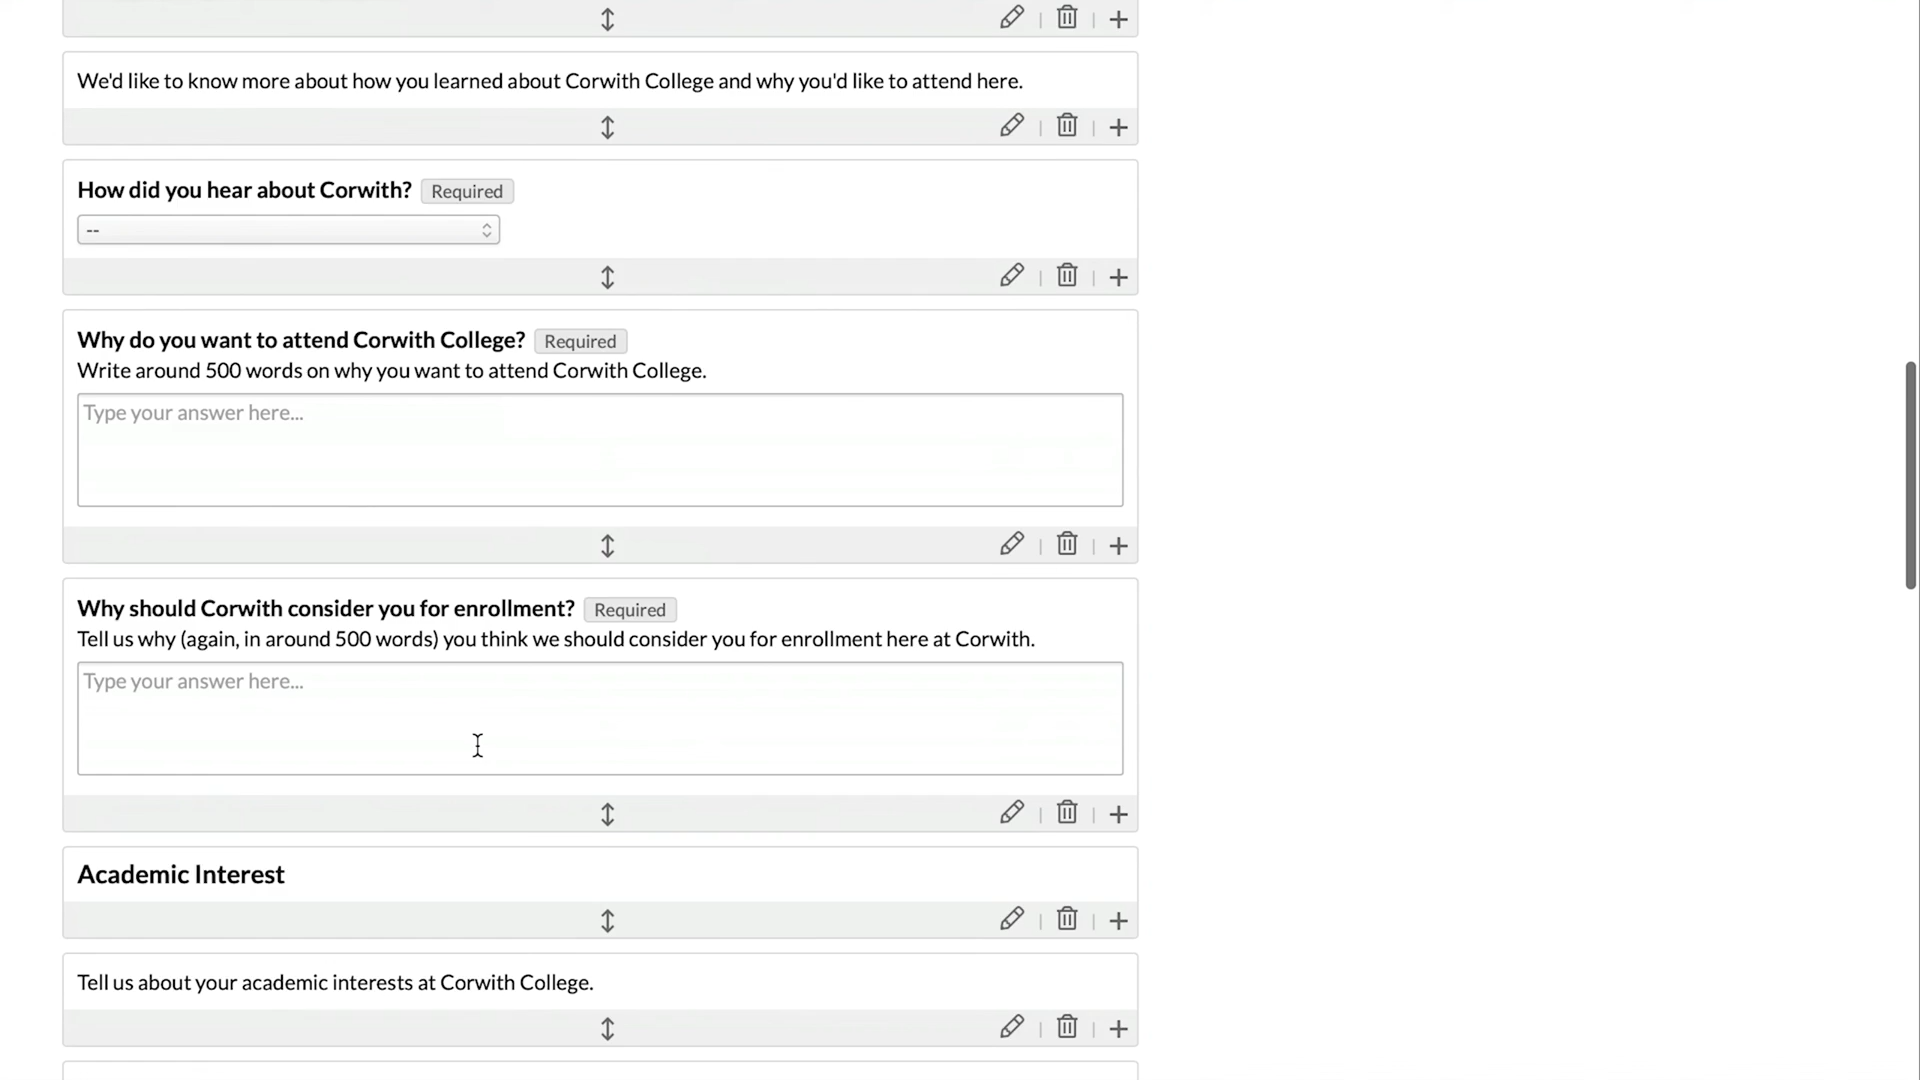 We'd like to know more about how you learned about Corwith College and why you'd like to attend here.
How did you hear about Corwith? Required
--
Why do you want to attend Corwith College? Required
Write around 500 words on why you want to attend Corwith College.
Type your answer here...
Why should Corwith consider you for enrollment? Required
Tell us why (again, in around 500 words) you think we should consider you for enrollment here at Corwith.
Type your answer here...
Academic Interest
Tell us about your academic interests at Corwith College.